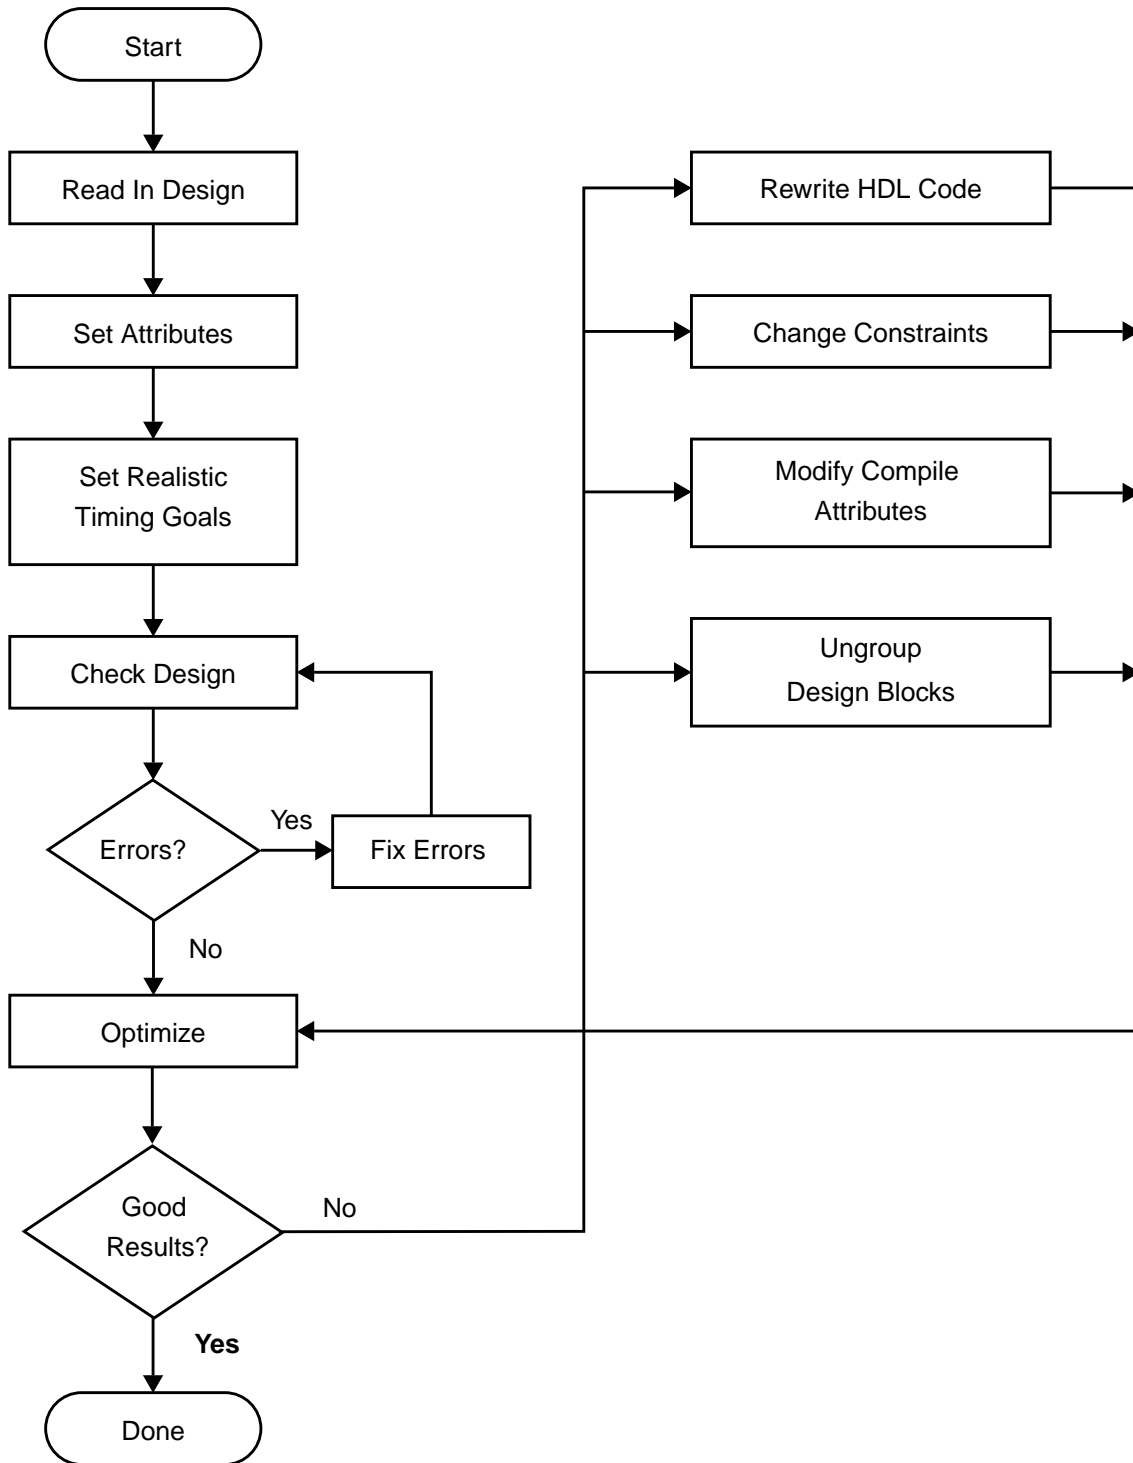 Start
Read In Design
Set Attributes
Set Realistic
Timing Goals
Check Design
Errors?
Yes
Fix Errors
No
Optimize
Good
Results?
No
Yes
Done
Rewrite HDL Code
Change Constraints
Modify Compile
Attributes
Ungroup
Design Blocks